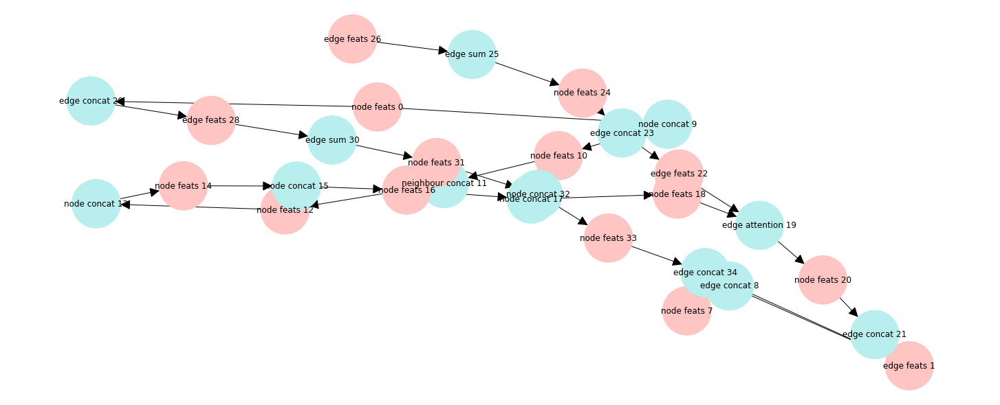 edge feats 26
edge sum 25
node feats 24
edge concat 29
node feats 0
edge feats 28
node concat 9
edge concat 23
edge sum 30
node feats 10
node feats 31
edge feats 22
neighbour concat 11
node feats 14
node concat 15
node feats 16
node concat 32
node feats 18
node concat 17
node concat 13
node feats 12
edge attention 19
node feats 33
edge concat 34
node feats 20
edge concat 8
node feats 7
edge concat 21
edge feats 1